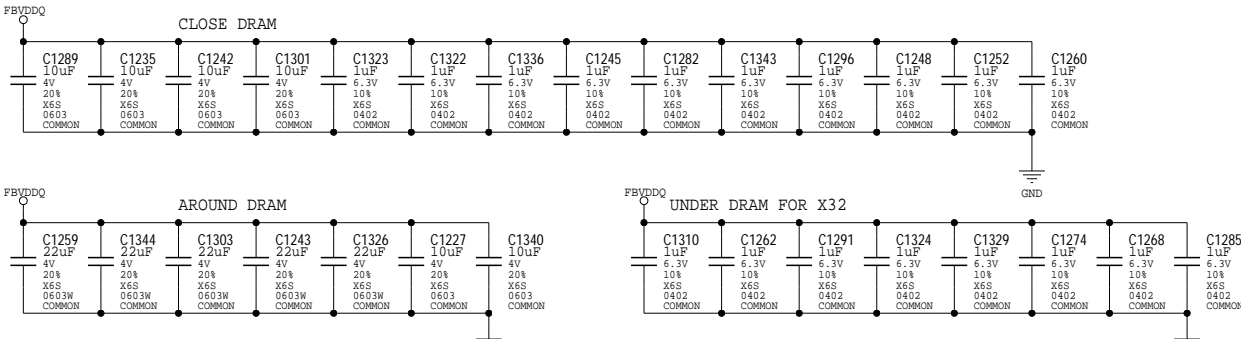 FBVDDQ
CLOSE DRAM
C1289 C1235 C1242 C1301 C1323 C1322 C1336 C1245 C1282 C1343 C1296 C1248 C1252 C1260
10uF 10uF 10uF 10uF 1uF 1uF 1uF 1uF 1uF 1uF 1uF 1uF 1uF 1uF
4V 4V 4V 4V 6.3V 6.3V 6.3V 6.3V 6.3V 6.3V 6.3V 6.3V 6.3V 6.3V
20% 20% 20% 20% 10% 10% 10% 10% 10% 10% 10% 10% 10% 10%
X6S X6S X6S X6S X6S X6S X6S X6S X6S X6S X6S X6S X6S X6S
0603 0603 0603 0603 0402 0402 0402 0402 0402 0402 0402 0402 0402 0402
COMMON COMMON COMMON COMMON COMMON COMMON COMMON COMMON COMMON COMMON COMMON COMMON COMMON COMMON
GND
FBVDDQ
AROUND DRAM
C1259 C1344 C1303 C1243 C1326 C1227 C1340
22uF 22uF 22uF 22uF 22uF 10uF 10uF
4V 4V 4V 4V 4V 4V 4V
20% 20% 20% 20% 20% 20% 20%
X6S X6S X6S X6S X6S X6S X6S
0603W 0603W 0603W 0603W 0603W 0603 0603
COMMON COMMON COMMON COMMON COMMON COMMON COMMON
FBVDDQ
UNDER DRAM FOR X32
C1310 C1262 C1291 C1324 C1329 C1274 C1268 C1285
1uF 1uF 1uF 1uF 1uF 1uF 1uF 1uF
6.3V 6.3V 6.3V 6.3V 6.3V 6.3V 6.3V 6.3V
10% 10% 10% 10% 10% 10% 10% 10%
X6S X6S X6S X6S X6S X6S X6S X6S
0402 0402 0402 0402 0402 0402 0402 0402
COMMON COMMON COMMON COMMON COMMON COMMON COMMON COMMON